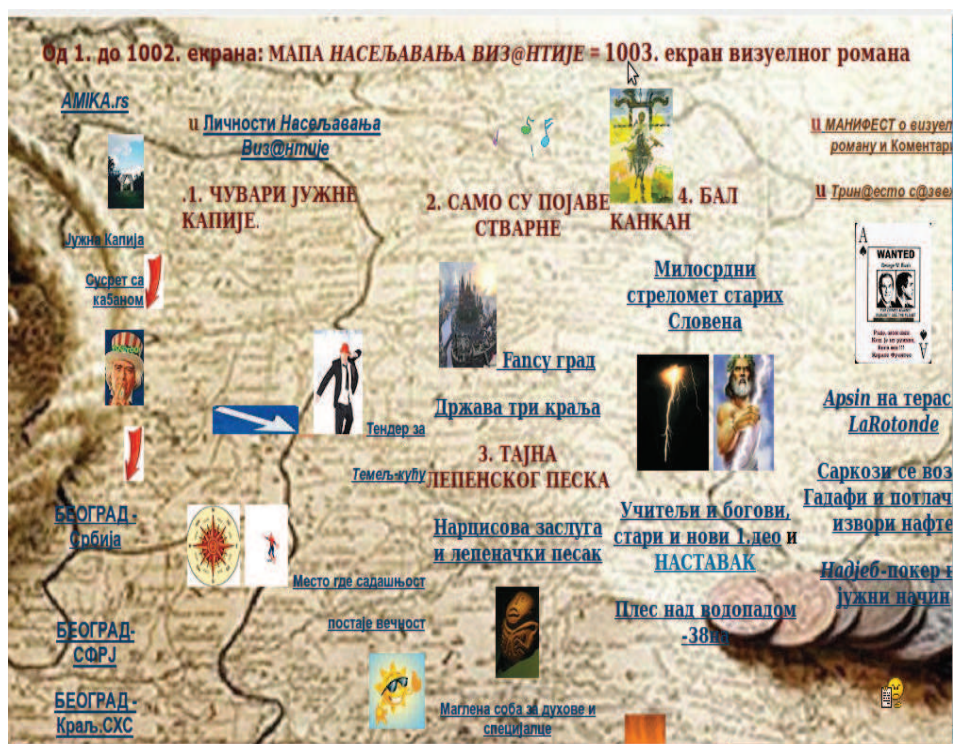 Од 1. до 1002. екрана: МАПА НАСЕЉАВАЊА ВИЗ@НТИЈЕ = 1003. екран визуелног романа
AMIKA.rs
Јужна Капија
Сусрет са
ка5аном
БЕОГРАД -
Србија
БЕОГРАД-
СФРЈ
БЕОГРАД -
Краљ.СХС
u Личности Насељавања
Виз@нтије
.1. ЧУВАРИ ЈУЖНЕ
КАПИЈЕ.
Тендер за
Темељ-кућу
Место где садашњост
постаје вечност
2. САМО СУ ПОЈАВЕ
СТВАРНЕ
Fancy град
Држава три краља
3. ТАЈНА
ЛЕПЕНСКОГ ПЕСКА
Нарцисова заслуга
и лепеначки песак
Маглена соба за духове и
специјалце
4. БАЛ
КАНКАН
Милосрдни
стреломет старих
Словена
Учитељи и богови,
стари и нови 1.део и
НАСТАВАК
Плес над водопадом
u МАНИФЕСТ о визуел
роману и Коментари
u Трин@есто с@звеж
A
WANTED
A
Apsin на терас
LaRotonde
Саркози се воз
Гадафи и потлач
извори нафте
Надјеб-покер н
јужни начин